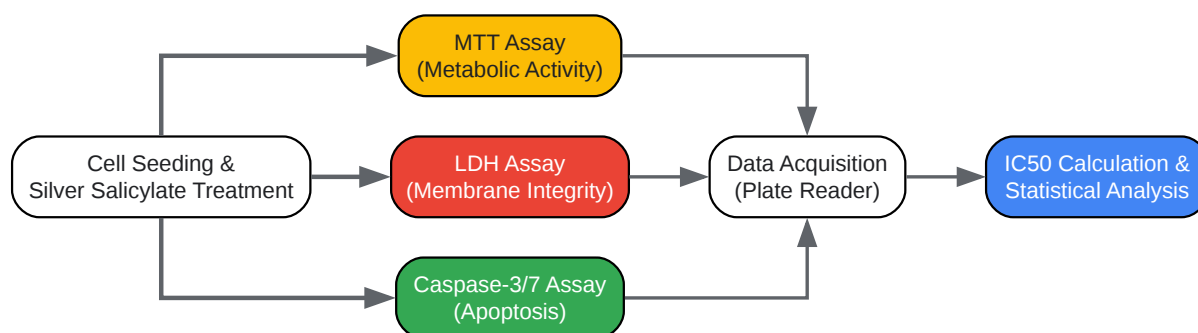 Cell Seeding &
Silver Salicylate Treatment
MTT Assay
(Metabolic Activity)
LDH Assay
(Membrane Integrity)
Caspase-3/7 Assay
(Apoptosis)
Data Acquisition
(Plate Reader)
IC50 Calculation &
Statistical Analysis